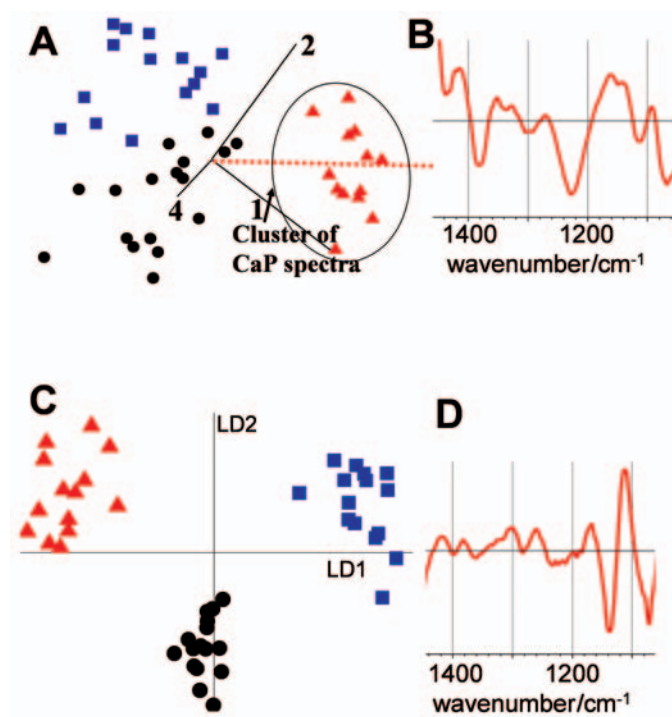 A
2
B
4
1
Cluster of
CaP spectra
1400 1200
wavenumber/cm-1
C
LD2
D
LD1
1400 1200
wavenumber/cm-1